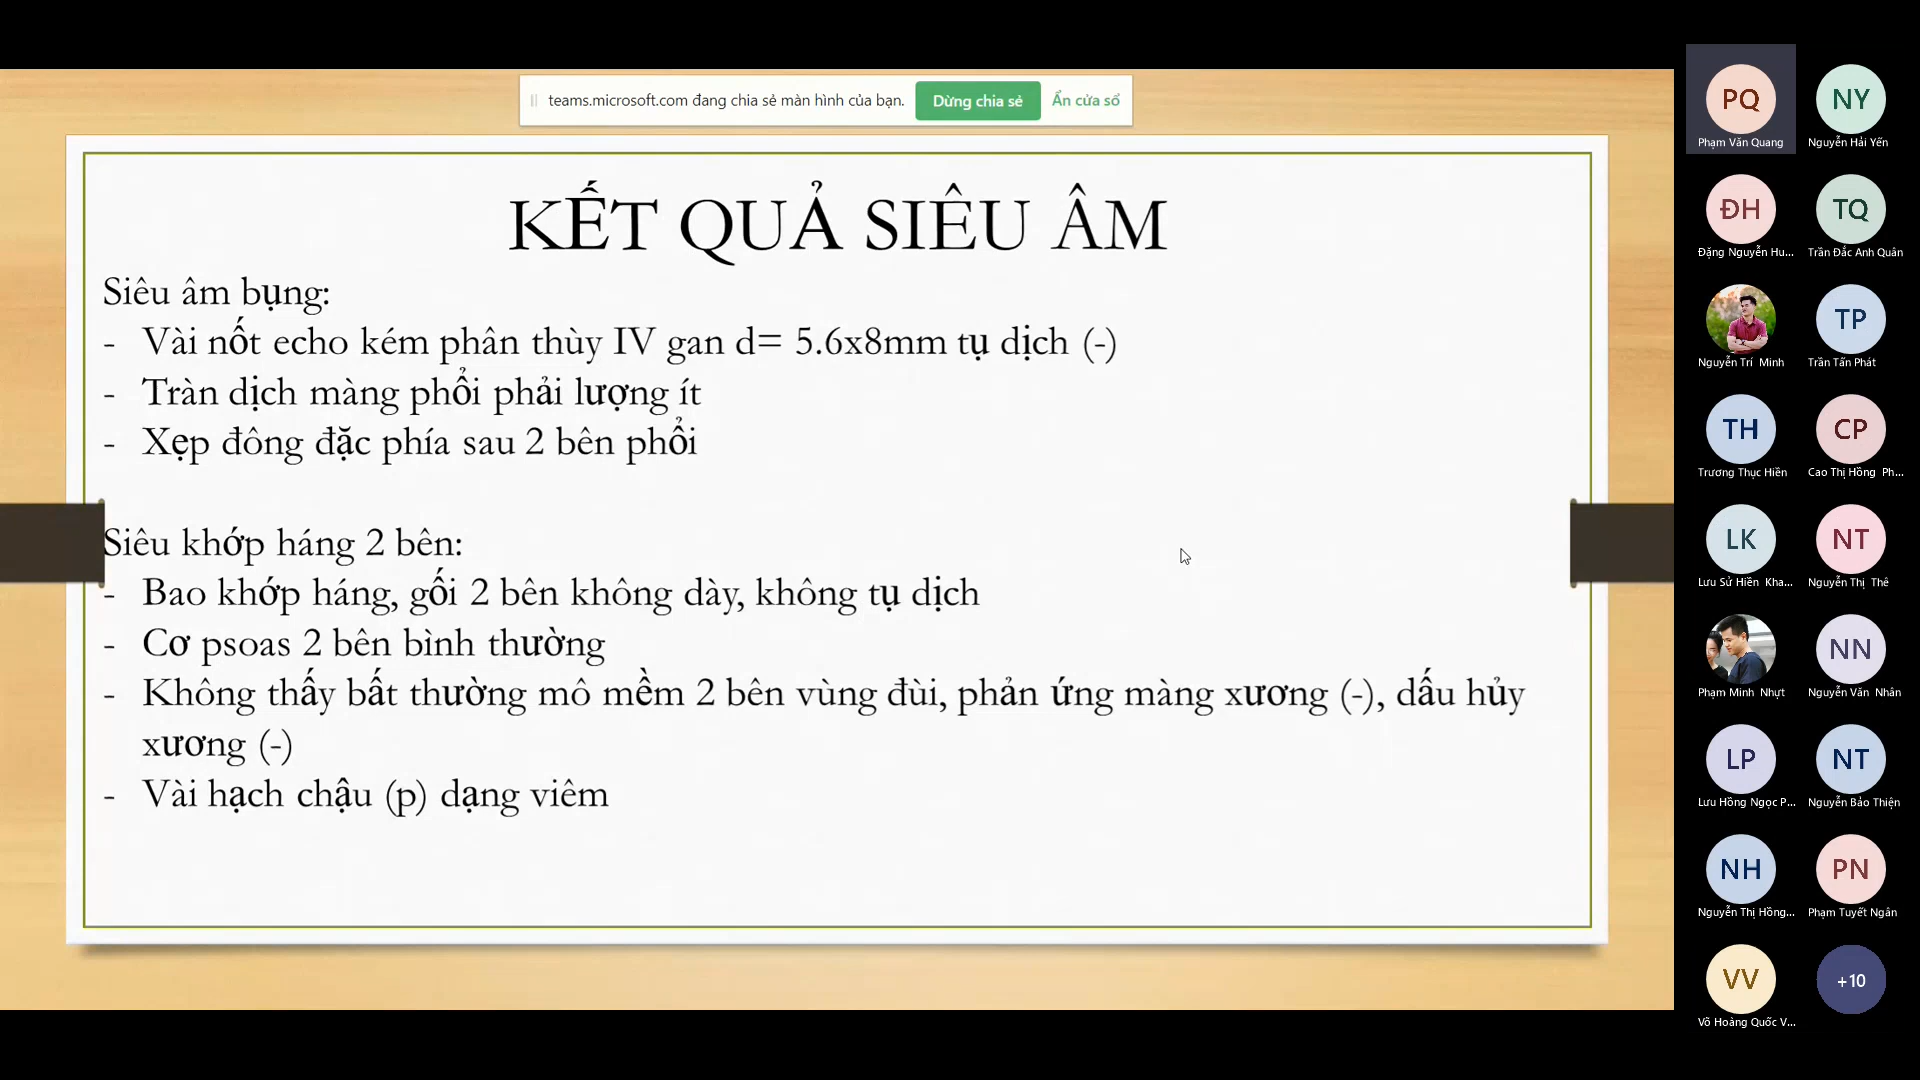 teams.microsoft.com đang chia sẻ màn hình của bạn. Dừng chia sẻ Ẩn cửa sổ
KẾT QUẢ SIÊU ÂM
Siêu âm bụng:
- Vài nốt echo kém phân thùy IV gan d= 5.6x8mm tụ dịch (-)
- Tràn dịch màng phổi phải lượng ít
- Xẹp đông đặc phía sau 2 bên phổi
Siêu khớp háng 2 bên:
- Bao khớp háng, gối 2 bên không dày, không tụ dịch
- Cơ psoas 2 bên bình thường
- Không thấy bất thường mô mềm 2 bên vùng đùi, phản ứng màng xương (-), dấu hủy
xương (-)
- Vài hạch chậu (p) dạng viêm
PQ NY
Phạm Văn Quang Nguyễn Hải Yến
ĐH TQ
Đặng Nguyễn Hu... Trần Đắc Anh Quân
TP
Nguyễn Trí Minh Trần Tấn Phát
TH CP
Trương Thục Hiền Cao Thị Hồng Ph...
LK NT
Lưu Sử Hiền Kha... Nguyễn Thị Thê
NN
Phạm Minh Nhựt Nguyễn Văn Nhân
LP NT
Lưu Hồng Ngọc P... Nguyễn Bảo Thiện
NH PN
Nguyễn Thị Hồng... Phạm Tuyết Ngân
VV +10
Võ Hoàng Quốc V...